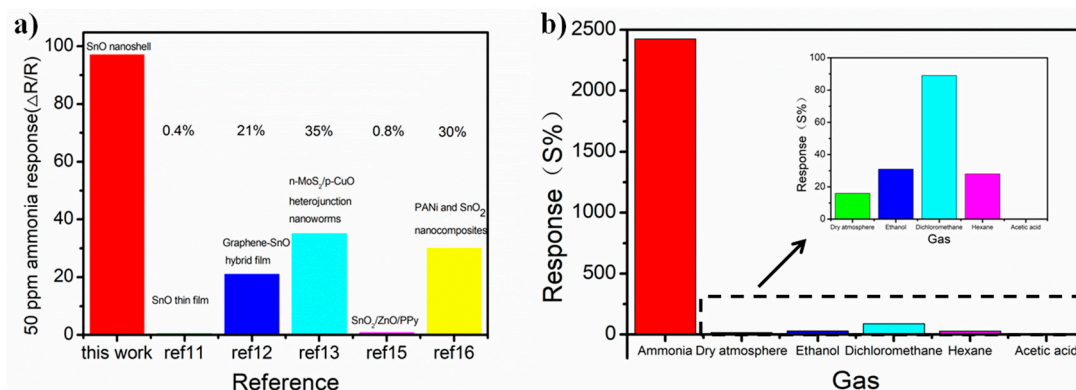 a)
50 ppm ammonia response(△R/R)
100
80
60
40
20
0
SnO nanoshell
0.4%
21%
35%
0.8%
30%
n-MoS2/p-CuO
heterojunction
nanoworms
PANi and SnO2
nanocomposites
Graphene-SnO
hybrid film
SnO thin film
SnO2/ZnO/PPy
this work
ref11
ref12
ref13
ref15
ref16
Reference
b)
Response（S%）
2500
2000
1500
1000
500
0
Response（S%）
100
80
60
40
20
0
Dry atmosphere
Ethanol
Dichloromethane
Hexane
Acetic acid
Gas
Ammonia
Dry atmosphere
Ethanol
Dichloromethane
Hexane
Acetic acid
Gas